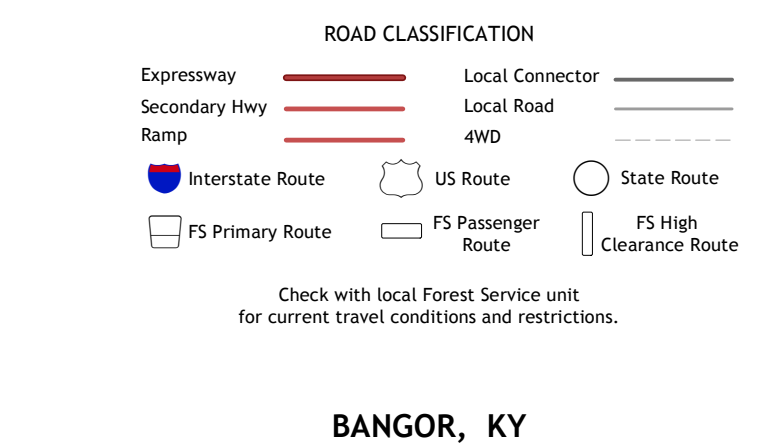 ROAD CLASSIFICATION
Expressway
Local Connector
Secondary Hwy
Local Road
Ramp
4WD
Interstate Route
US Route
State Route
FS Primary Route
FS Passenger
Route
FS High
Clearance Route
Check with local Forest Service unit
for current travel conditions and restrictions.
BANGOR, KY